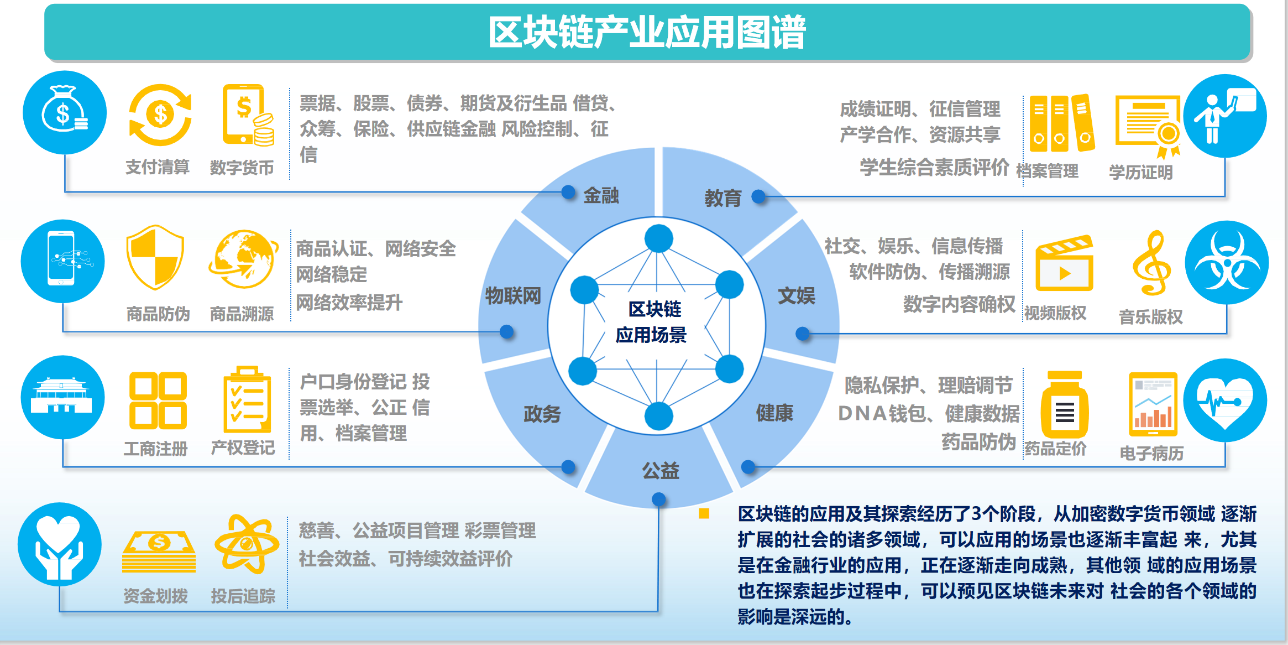 区块链产业应用图谱
支付清算
数字货币
票据、股票、债券、期货及衍生品 借贷、
众筹、保险、供应链金融 风险控制、征
信
商品防伪
商品溯源
商品认证、网络安全
网络稳定
网络效率提升
工商注册
产权登记
户口身份登记 投
票选举、公正 信
用、档案管理
资金划拨
投后追踪
慈善、公益项目管理 彩票管理
社会效益、可持续效益评价
金融
教育
物联网
文娱
政务
健康
公益
区块链
应用场景
成绩证明、征信管理
产学合作、资源共享
学生综合素质评价
档案管理
学历证明
社交、娱乐、信息传播
软件防伪、传播溯源
数字内容确权
视频版权
音乐版权
隐私保护、理赔调节
DNA钱包、健康数据
药品防伪
药品定价
电子病历
区块链的应用及其探索经历了3个阶段，从加密数字货币领域 逐渐
扩展的社会的诸多领域，可以应用的场景也逐渐丰富起 来，尤其
是在金融行业的应用，正在逐渐走向成熟，其他领 域的应用场景
也在探索起步过程中，可以预见区块链未来对 社会的各个领域的
影响是深远的。